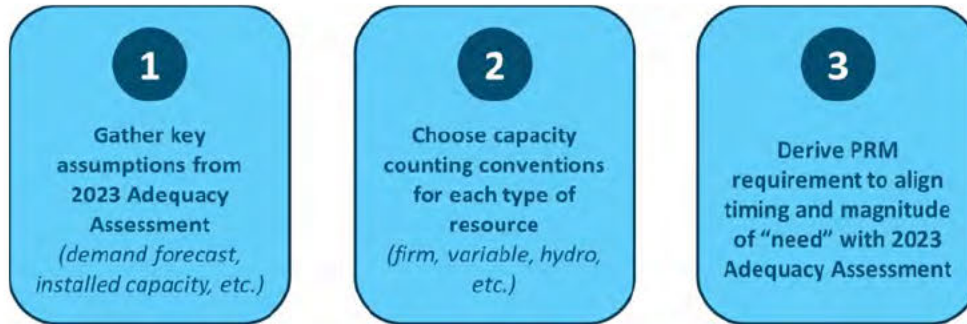 1
Gather key
assumptions from
2023 Adequacy
Assessment
(demand forecast,
installed capacity, etc.)
2
Choose capacity
counting conventions
for each type of
resource
(firm, variable, hydro,
etc.)
3
Derive PRM
requirement to align
timing and magnitude
of “need” with 2023
Adequacy Assessment